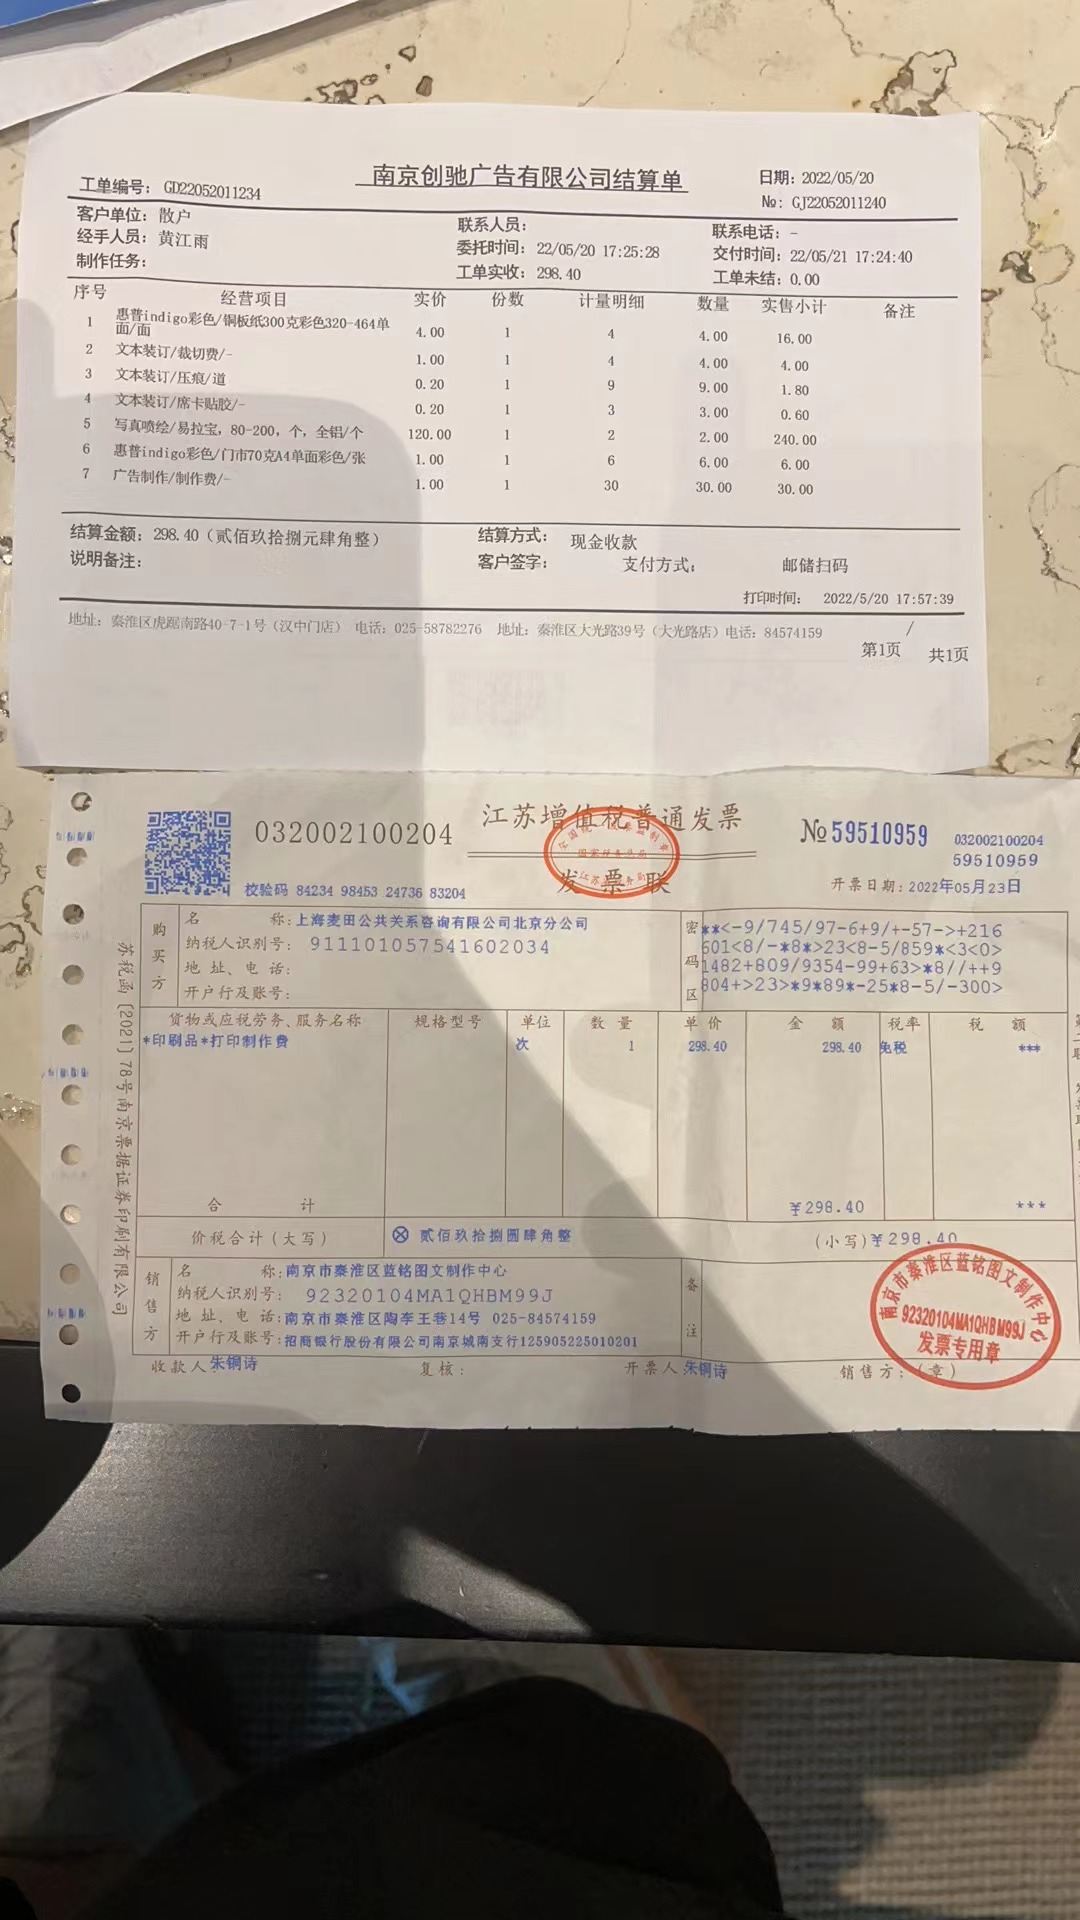 南京创驰广告有限公司结算单
工单编号: GD22052011234
日期: 2022/05/20
№: GJ22052011240
客户单位: 散户
联系人员:
联系电话: -
经手人员: 黄江雨
委托时间: 22/05/20 17:25:28
交付时间: 22/05/21 17:24:40
制作任务:
工单实收: 298.40
工单未结: 0.00
序号 经营项目 实价 份数 计量明细 数量 实售小计 备注
1 惠普indigo彩色/铜板纸300克彩色320-464单面/面 4.00 1 4 4.00 16.00
2 文本装订/裁切费/- 1.00 1 4 4.00 4.00
3 文本装订/压痕/道 0.20 1 9 9.00 1.80
4 文本装订/席卡贴胶/- 0.20 1 3 3.00 0.60
5 写真喷绘/易拉宝, 80-200, 个, 全铝/个 120.00 1 2 2.00 240.00
6 惠普indigo彩色/门市70克A4单面彩色/张 1.00 1 6 6.00 6.00
7 广告制作/制作费/- 1.00 1 30 30.00 30.00
结算金额: 298.40 (贰佰玖拾捌元肆角整)
结算方式: 现金收款
说明备注:
客户签字: 支付方式: 邮储扫码
打印时间: 2022/5/20 17:57:39
地址: 秦淮区虎踞南路40-7-1号 (汉中门店) 电话: 025-58782276 地址: 秦淮区大光路39号 (大光路店) 电话: 84574159
/
第1页 共1页
032002100204
江苏增值税普通发票
发票联
№59510959
032002100204
59510959
校验码 84234 98453 24736 83204
开票日期: 2022年05月23日
购买方
名 称: 上海麦田公共关系咨询有限公司北京分公司
纳税人识别号: 911101057541602034
地址、电话:
开户行及账号:
密码区
**<-9/745/97-6+9/+-57->+216
601<8/-*8*>23<8-5/859*<3<0>
1482+809/9354-99+63>*8//++9
804+>23>*9*89*-25*8-5/-300>
货物或应税劳务、服务名称 规格型号 单位 数量 单价 金额 税率 税额
*印刷品*打印制作费 次 1 298.40 298.40 免税 ***
合计 ¥298.40 ***
价税合计(大写) ⊗ 贰佰玖拾捌圆肆角整 (小写) ¥298.40
销售方
名 称: 南京市秦淮区蓝铭图文制作中心
纳税人识别号: 92320104MA1QHBM99J
地址、电话: 南京市秦淮区陶李王巷14号 025-84574159
开户行及账号: 招商银行股份有限公司南京城南支行125905225010201
备注
收款人: 朱铜诗 复核: 开票人: 朱铜诗 销售方: (章)
南京市秦淮区蓝铭图文制作中心
92320104MA1QHBM99J
发票专用章
苏税函[2021]78号南京票据证券印刷有限公司